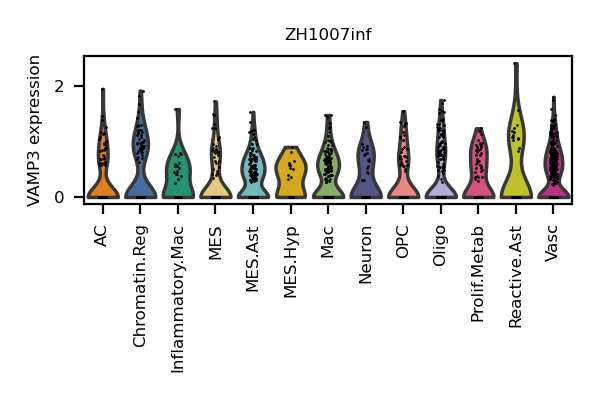 ZH1007inf
VAMP3 expression
2
0
AC
Chromatin.Reg
Inflammatory.Mac
MES
MES.Ast
MES.Hyp
Mac
Neuron
OPC
Oligo
Prolif.Metab
Reactive.Ast
Vasc